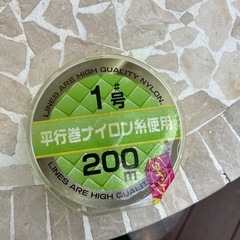 LINES ARE HIGH QUALITY NYLON.
1号
平行巻ナイロン糸使用
200m
LINES ARE HIGH QUALITY NYLON.